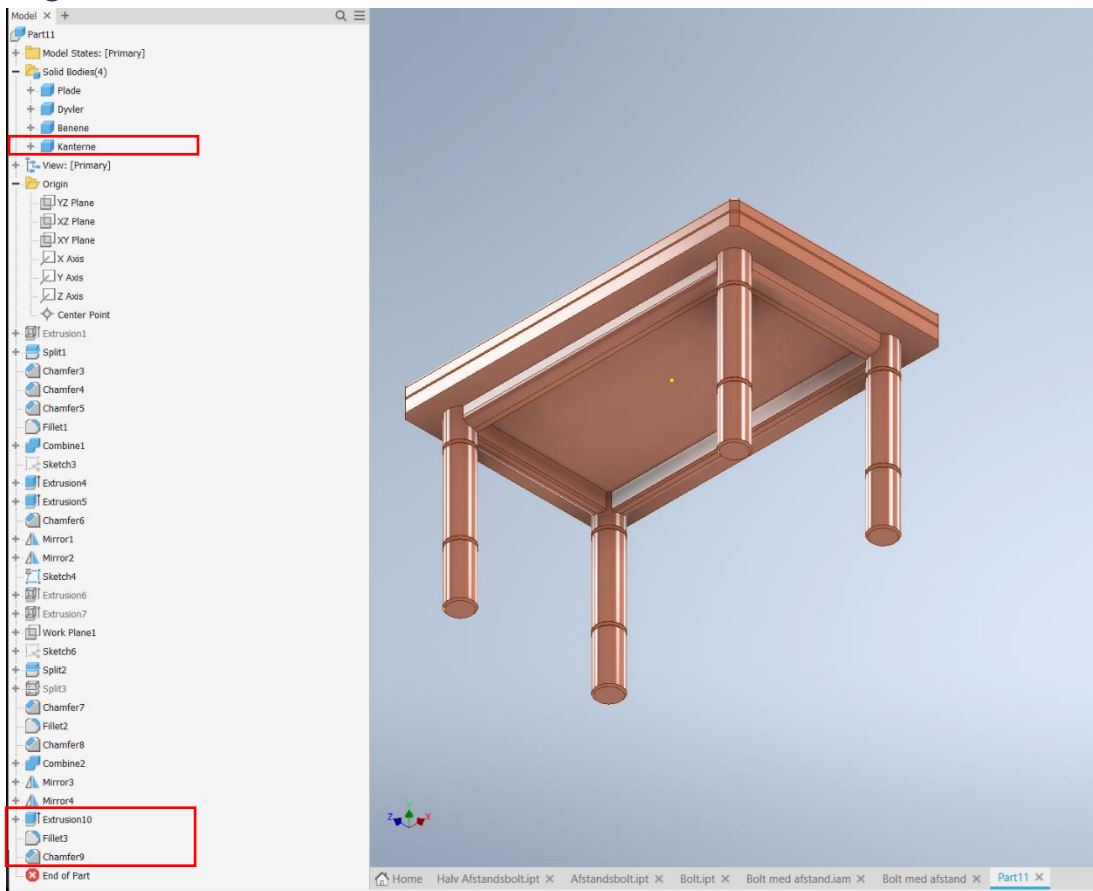 Model × +
Part11
Model States: [Primary]
Solid Bodies(4)
Plade
Dyvler
Benene
Kanterne
View: [Primary]
Origin
YZ Plane
XZ Plane
XY Plane
X Axis
Y Axis
Z Axis
Center Point
Extrusion1
Split1
Chamfer3
Chamfer4
Chamfer5
Fillet1
Combine1
Sketch3
Extrusion4
Extrusion5
Chamfer6
Mirror1
Mirror2
Sketch4
Extrusion6
Extrusion7
Work Plane1
Sketch6
Split2
Split3
Chamfer7
Fillet2
Chamfer8
Combine2
Mirror3
Mirror4
Extrusion10
Fillet3
Chamfer9
End of Part
Z Y X
Home Halv Afstandsbolt.ipt × Afstandsbolt.ipt × Bolt.ipt × Bolt med afstand.iam × Bolt med afstand × Part11 ×